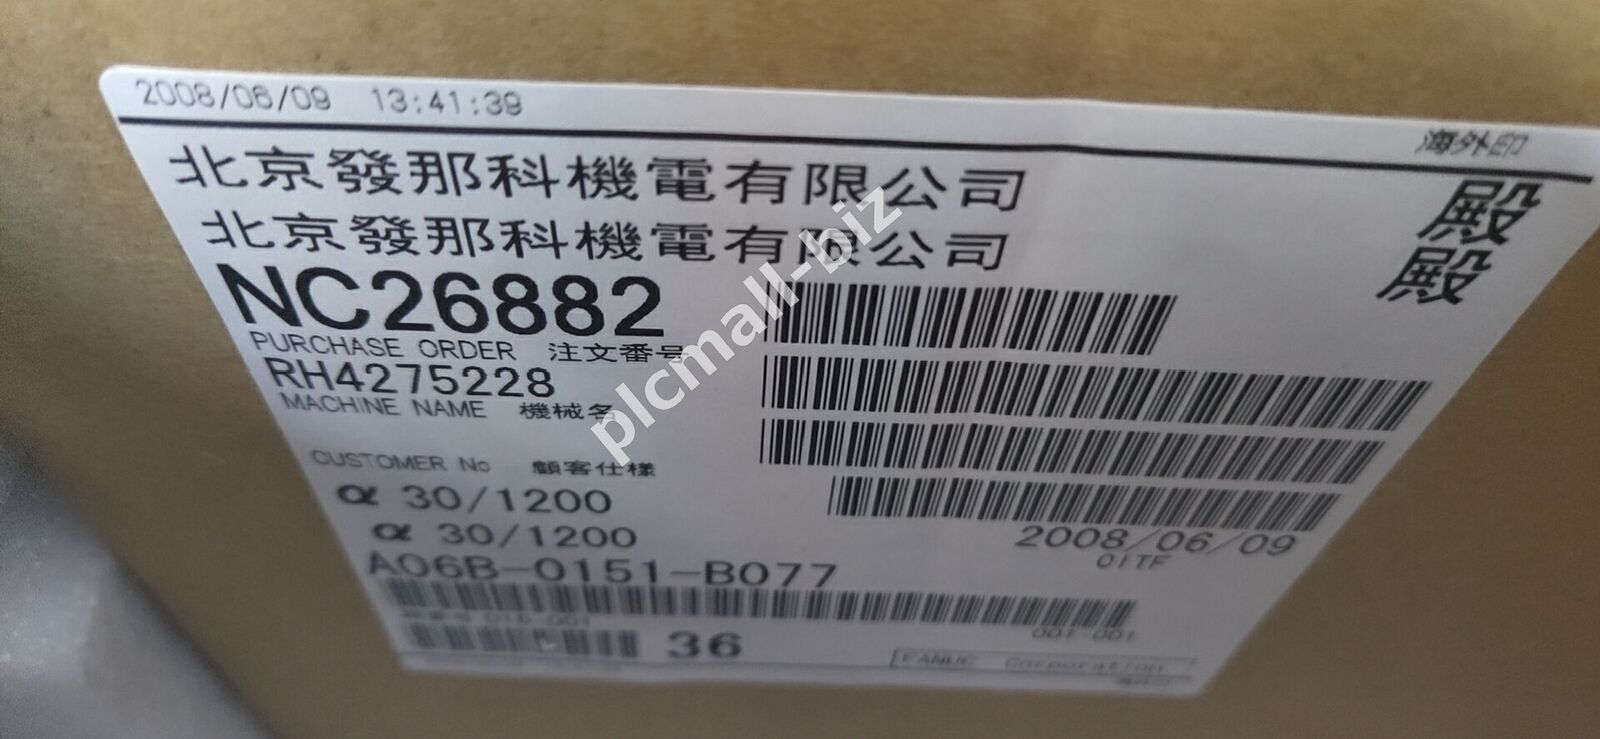 2008/06/09 13:41:39
海外印
北京發那科機電有限公司 殿
北京發那科機電有限公司 殿
NC26882
PURCHASE ORDER 注文番号
RH4275228
MACHINE NAME 機械名
CUSTOMER No 顧客仕様
α 30/1200
α 30/1200
2008/06/09
01TF
A06B-0151-B077
016-001
001-001
36
FANUC Corporation
plcmall-biz